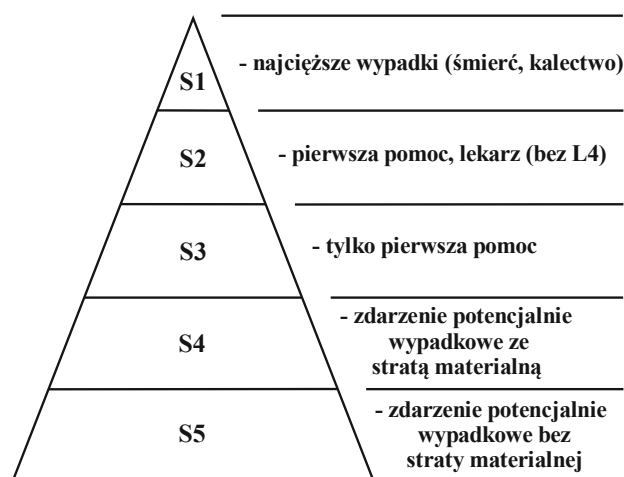 S1
- najcięższe wypadki (śmierć, kalectwo)
S2
- pierwsza pomoc, lekarz (bez L4)
S3
- tylko pierwsza pomoc
S4
- zdarzenie potencjalnie
wypadkowe ze
stratą materialną
S5
- zdarzenie potencjalnie
wypadkowe bez
straty materialnej